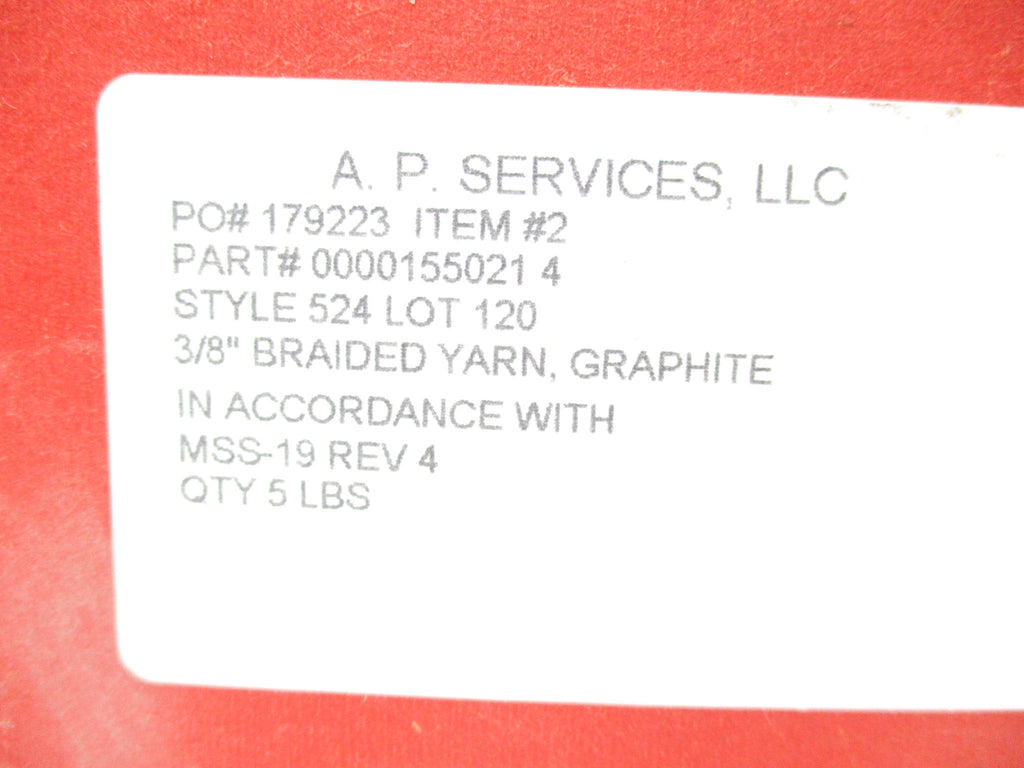 A. P. SERVICES, LLC
PO# 179223 ITEM #2
PART# 0000155021 4
STYLE 524 LOT 120
3/8" BRAIDED YARN, GRAPHITE
IN ACCORDANCE WITH
MSS-19 REV 4
QTY 5 LBS